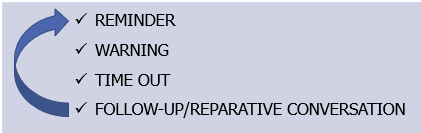 ✓ REMINDER
✓ WARNING
✓ TIME OUT
✓ FOLLOW-UP/REPARATIVE CONVERSATION